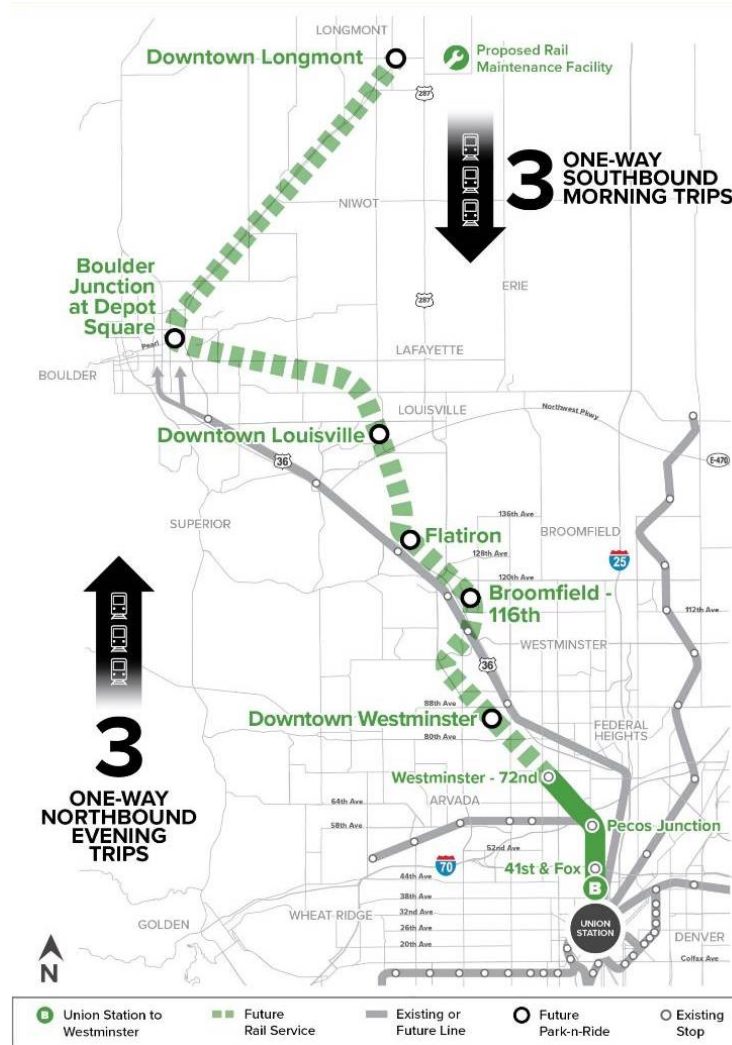 LONGMONT
Downtown Longmont
Proposed Rail
Maintenance Facility
287
3
ONE-WAY
SOUTHBOUND
MORNING TRIPS
NIWOT
Boulder
Junction
at Depot
Square
ERIE
287
Pearl
LAFAYETTE
BOULDER
LOUISVILLE
Northwest Pkwy
Downtown Louisville
36
E-470
SUPERIOR
136th Ave
BROOMFIELD
Flatiron
128th Ave
25
120th Ave
Broomfield -
116th
112th Ave
WESTMINSTER
36
88th Ave
Downtown Westminster
80th Ave
FEDERAL
HEIGHTS
3
ONE-WAY
NORTHBOUND
EVENING
TRIPS
Westminster - 72nd
64th Ave
ARVADA
58th Ave
Pecos Junction
52nd Ave
70
41st & Fox
44th Ave
B
38th Ave
GOLDEN
WHEAT RIDGE
32nd Ave
26th Ave
20th Ave
UNION
STATION
DENVER
Colfax Ave
N
B Union Station to
Westminster
Future
Rail Service
Existing or
Future Line
Future
Park-n-Ride
Existing
Stop